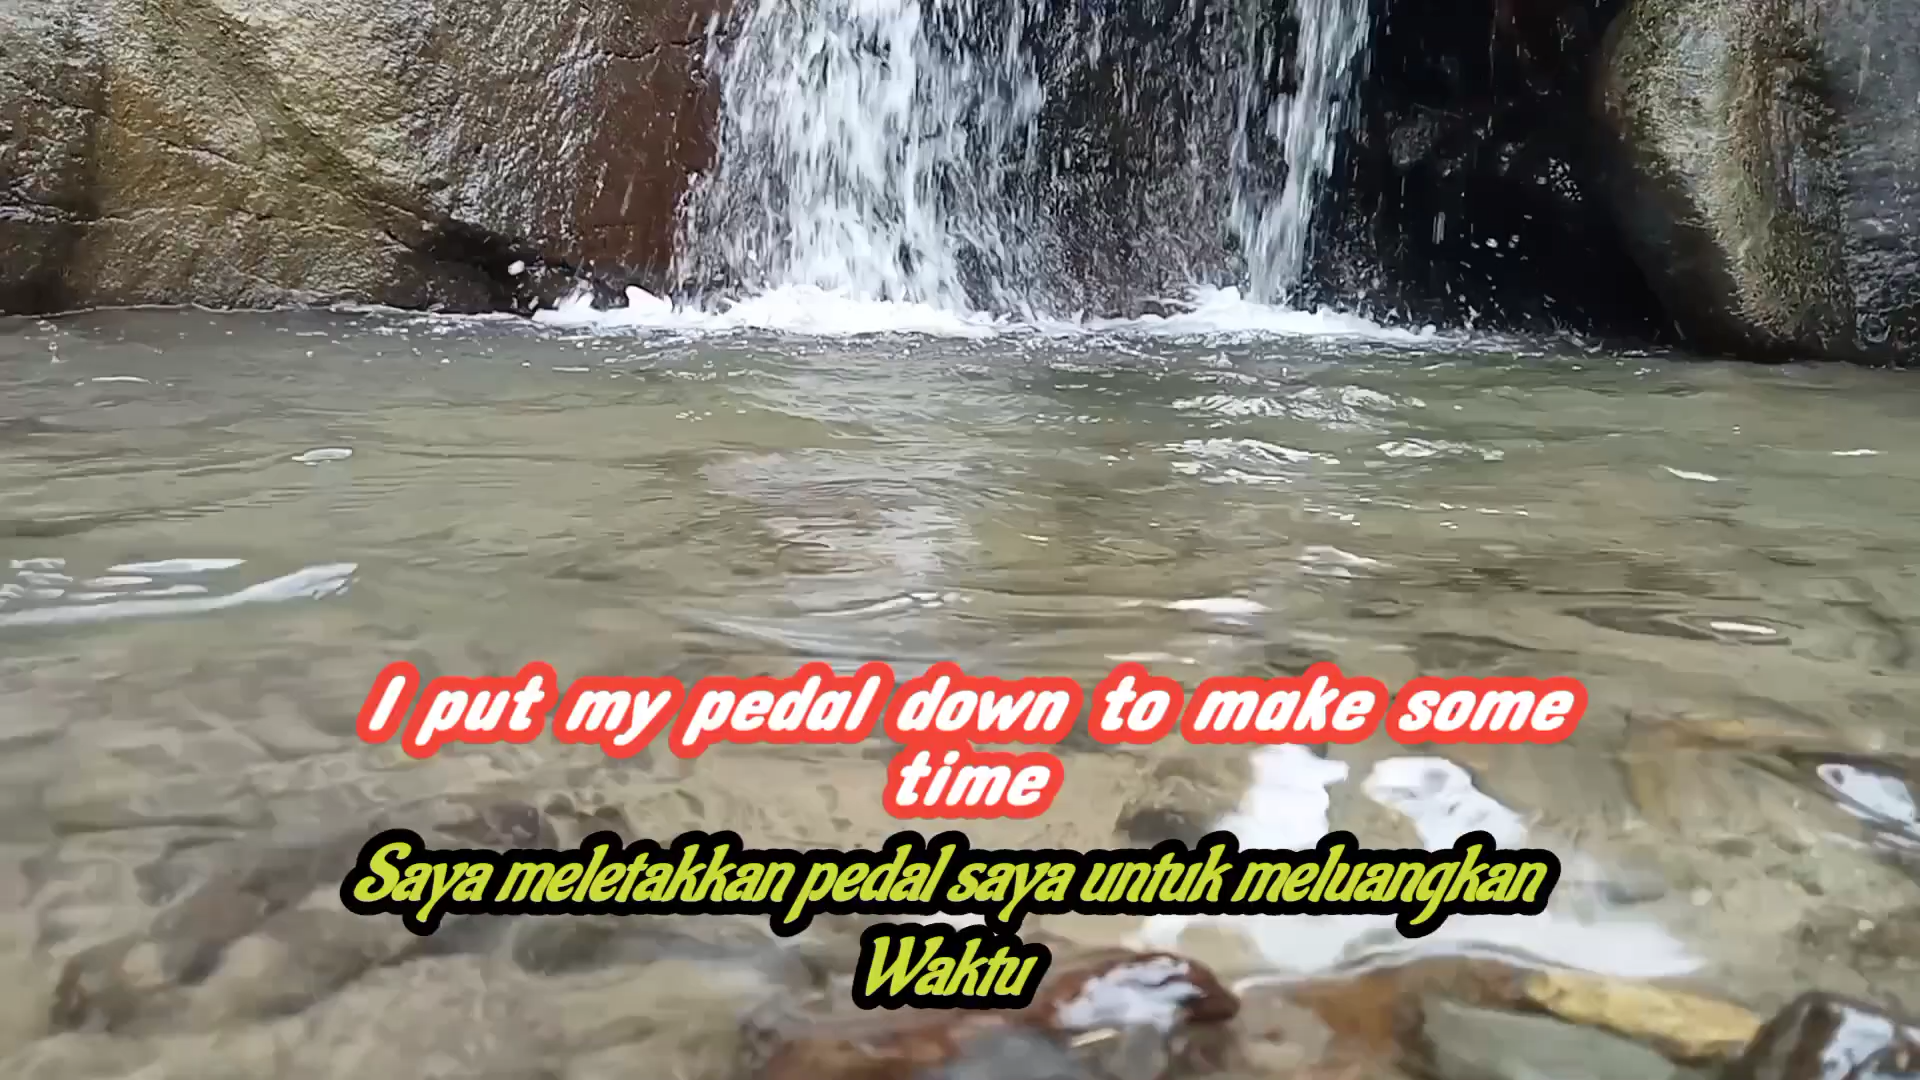 I put my pedal down to make some
time
Saya meletakkan pedal saya untuk meluangkan
Waktu